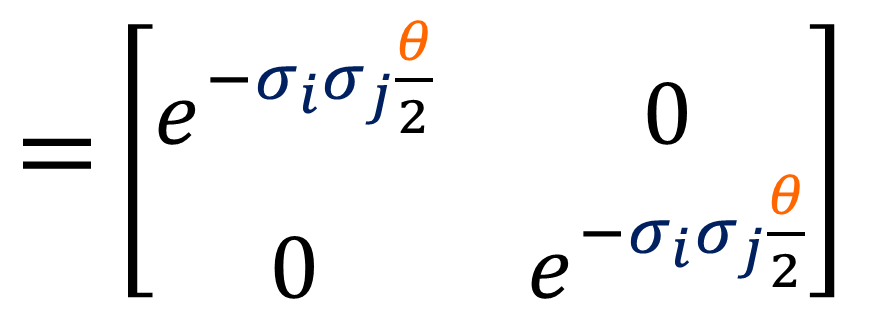 = [ e^{-σ_i σ_j θ/2} 0
0 e^{-σ_i σ_j θ/2} ]